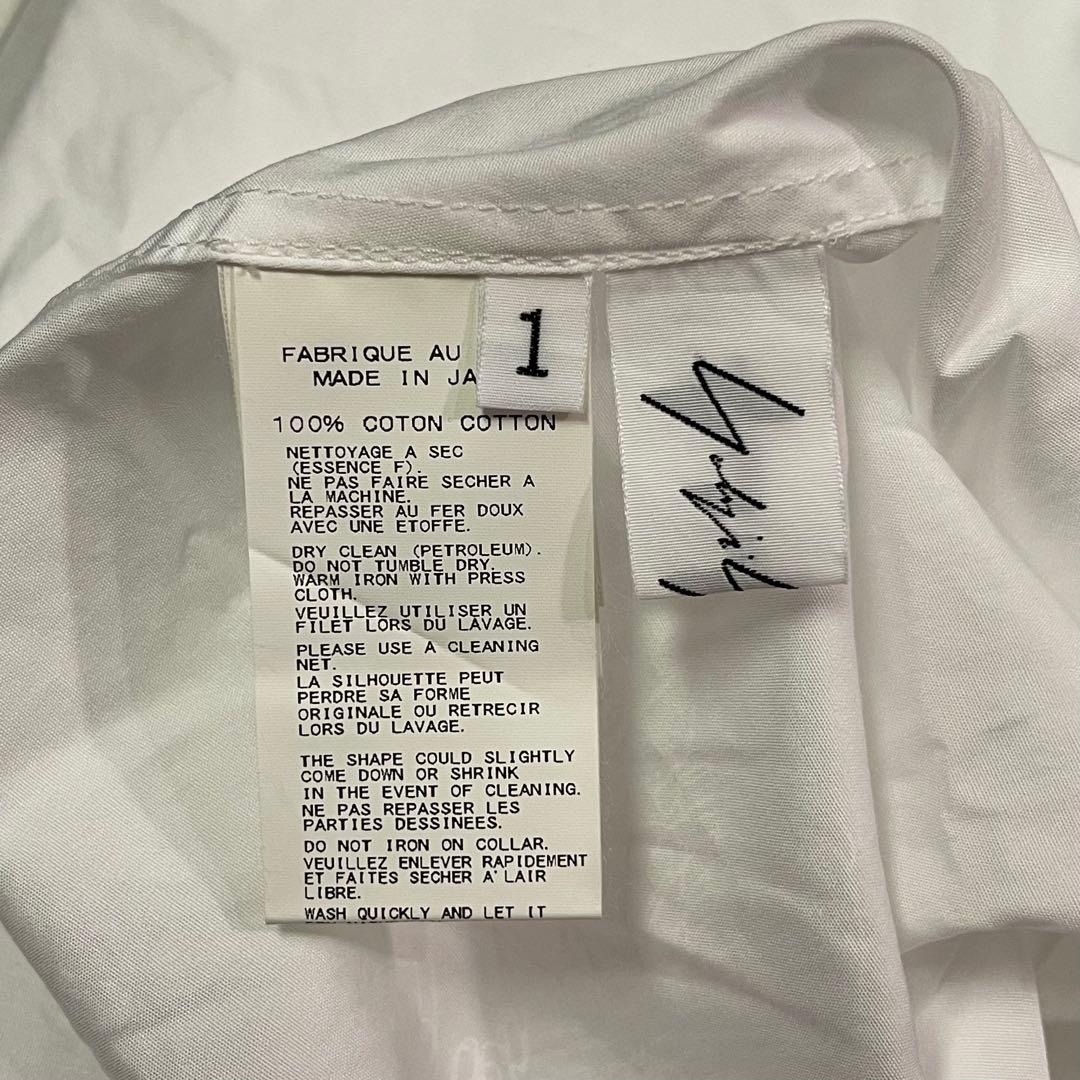 FABRIQUE AU
MADE IN JA
1
100% COTON COTTON
NETTOYAGE A SEC
(ESSENCE F).
NE PAS FAIRE SECHER A
LA MACHINE.
REPASSER AU FER DOUX
AVEC UNE ETOFFE.
DRY CLEAN (PETROLEUM).
DO NOT TUMBLE DRY.
WARM IRON WITH PRESS
CLOTH.
VEUILLEZ UTILISER UN
FILET LORS DU LAVAGE.
PLEASE USE A CLEANING
NET.
LA SILHOUETTE PEUT
PERDRE SA FORME
ORIGINALE OU RETRECIR
LORS DU LAVAGE.
THE SHAPE COULD SLIGHTLY
COME DOWN OR SHRINK
IN THE EVENT OF CLEANING.
NE PAS REPASSER LES
PARTIES DESSINEES.
DO NOT IRON ON COLLAR.
VEUILLEZ ENLEVER RAPIDEMENT
ET FAITES SECHER A'LAIR
LIBRE.
WASH QUICKLY AND LET IT